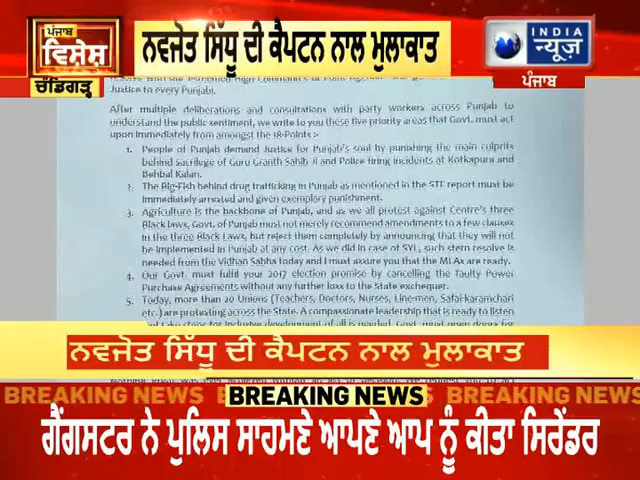 ਪੰਜਾਬ
ਵਿਸ਼ੇਸ਼
ਚੰਡਿਗੜ੍ਹ
ਨਵਜੋਤ ਸਿੱਧੂ ਦੀ ਕੈਪਟਨ ਨਾਲ ਮੁਲਾਕਾਤ
INDIA
न्यूज़
ਪੰਜਾਬ
Justice to every Punjabi.
After multiple deliberations and consultations with party workers across Punjab to
understand the public sentiment, we write to you these five priority areas that Govt. must act
upon immediately from amongst the 18-Points :-
1. People of Punjab demand Justice for Punjab's soul by punishing the main culprits
behind sacrilege of Guru Granth Sahib Ji and Police firing incidents at Kotkapura and
Behbal Kalan.
2. The Big-Fish behind drug trafficking in Punjab as mentioned in the STF report must be
immediately arrested and given exemplary punishment.
3. Agriculture is the backbone of Punjab, and as we all protest against Centre's three
Black laws, Govt. of Punjab must not merely recommend amendments to a few clauses
in the three Black Laws, but reject them completely by announcing that they will not
be implemented in Punjab at any cost. As we did in case of SYL, such stern resolve is
needed from the Vidhan Sabha today and I must assure you that the MLAs are ready.
4. Our Govt. must fulfil your 2017 election promise by cancelling the Faulty Power
Purchase Agreements without any further loss to the State exchequer.
5. Today, more than 20 Unions (Teachers, Doctors, Nurses, Line-men, Safai-karamchari
etc.) are protesting across the State. A compassionate leadership that is ready to listen
ਨਵਜੋਤ ਸਿੱਧੂ ਦੀ ਕੈਪਟਨ ਨਾਲ ਮੁਲਾਕਾਤ
BREAKING NEWS BREAKING NEWS BREAKING NEWS
ਗੈਂਗਸਟਰ ਨੇ ਪੁਲਿਸ ਸਾਹਮਣੇ ਆਪਣੇ ਆਪ ਨੂੰ ਕੀਤਾ ਸਿਰੇਂਡਰ